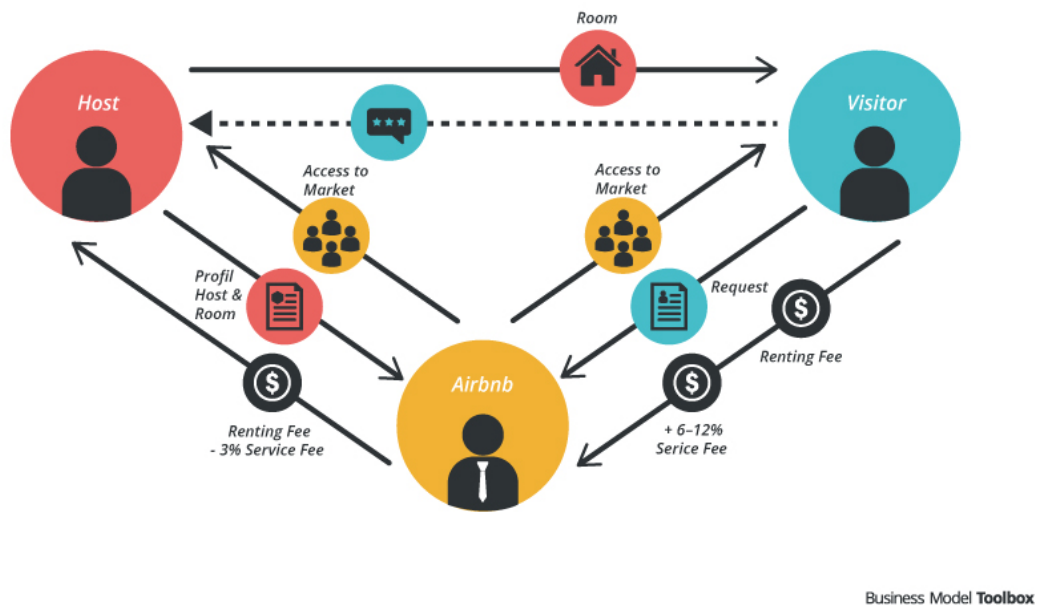 Room
Host
Visitor
Access to
Market
Access to
Market
Profil
Host &
Room
Request
$
Renting Fee
$
Airbnb
$
Renting Fee
- 3% Service Fee
+ 6–12%
Serice Fee
Business Model Toolbox